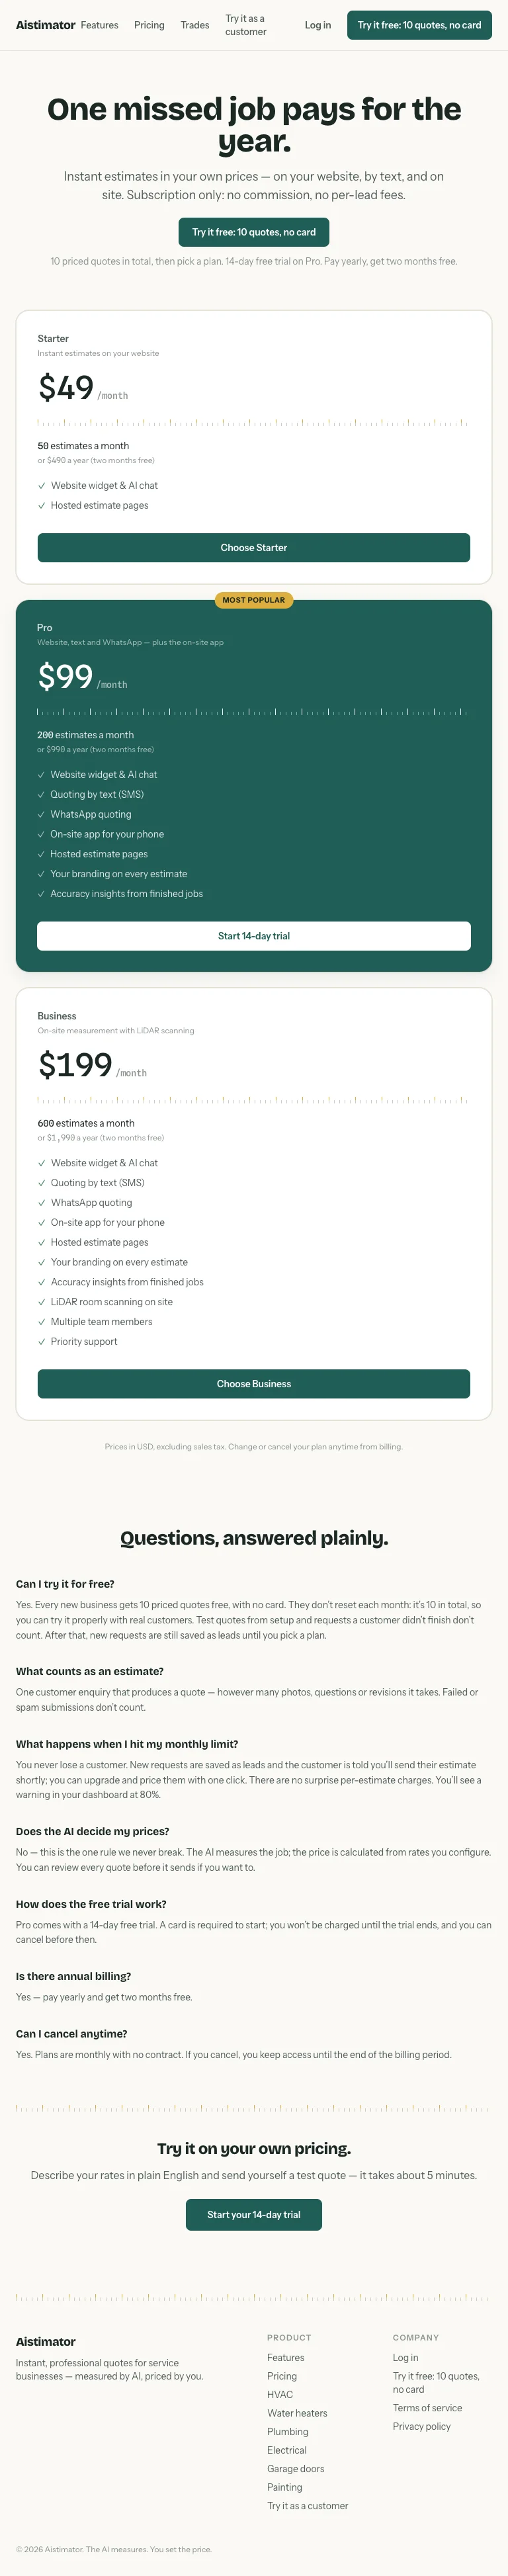 Aistimator
Features
Pricing
Trades
Try it as a
customer
Log in
Try it free: 10 quotes, no card
One missed job pays for the
year.
Instant estimates in your own prices — on your website, by text, and on
site. Subscription only: no commission, no per-lead fees.
Try it free: 10 quotes, no card
10 priced quotes in total, then pick a plan. 14-day free trial on Pro. Pay yearly, get two months free.
Starter
Instant estimates on your website
$49 /month
50 estimates a month
or $490 a year (two months free)
✓ Website widget & AI chat
✓ Hosted estimate pages
Choose Starter
MOST POPULAR
Pro
Website, text and WhatsApp — plus the on-site app
$99 /month
200 estimates a month
or $990 a year (two months free)
✓ Website widget & AI chat
✓ Quoting by text (SMS)
✓ WhatsApp quoting
✓ On-site app for your phone
✓ Hosted estimate pages
✓ Your branding on every estimate
✓ Accuracy insights from finished jobs
Start 14-day trial
Business
On-site measurement with LiDAR scanning
$199 /month
600 estimates a month
or $1,990 a year (two months free)
✓ Website widget & AI chat
✓ Quoting by text (SMS)
✓ WhatsApp quoting
✓ On-site app for your phone
✓ Hosted estimate pages
✓ Your branding on every estimate
✓ Accuracy insights from finished jobs
✓ LiDAR room scanning on site
✓ Multiple team members
✓ Priority support
Choose Business
Prices in USD, excluding sales tax. Change or cancel your plan anytime from billing.
Questions, answered plainly.
Can I try it for free?
Yes. Every new business gets 10 priced quotes free, with no card. They don't reset each month: it's 10 in total, so
you can try it properly with real customers. Test quotes from setup and requests a customer didn't finish don't
count. After that, new requests are still saved as leads until you pick a plan.
What counts as an estimate?
One customer enquiry that produces a quote — however many photos, questions or revisions it takes. Failed or
spam submissions don't count.
What happens when I hit my monthly limit?
You never lose a customer. New requests are saved as leads and the customer is told you'll send their estimate
shortly; you can upgrade and price them with one click. There are no surprise per-estimate charges. You'll see a
warning in your dashboard at 80%.
Does the AI decide my prices?
No — this is the one rule we never break. The AI measures the job; the price is calculated from rates you configure.
You can review every quote before it sends if you want to.
How does the free trial work?
Pro comes with a 14-day free trial. A card is required to start; you won't be charged until the trial ends, and you can
cancel before then.
Is there annual billing?
Yes — pay yearly and get two months free.
Can I cancel anytime?
Yes. Plans are monthly with no contract. If you cancel, you keep access until the end of the billing period.
Try it on your own pricing.
Describe your rates in plain English and send yourself a test quote — it takes about 5 minutes.
Start your 14-day trial
Aistimator
Instant, professional quotes for service
businesses — measured by AI, priced by you.
PRODUCT
Features
Pricing
HVAC
Water heaters
Plumbing
Electrical
Garage doors
Painting
Try it as a customer
COMPANY
Log in
Try it free: 10 quotes,
no card
Terms of service
Privacy policy
© 2026 Aistimator. The AI measures. You set the price.